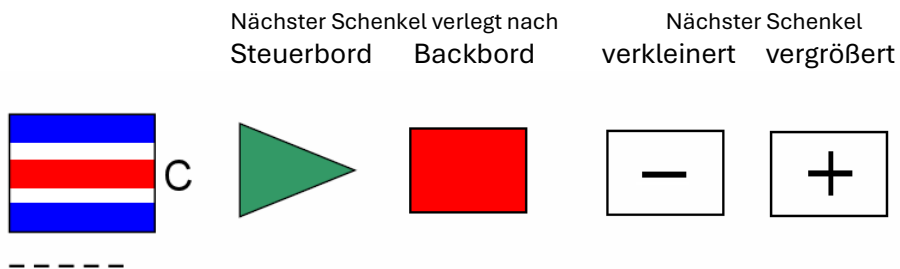 Nächster Schenkel verlegt nach Nächster Schenkel
Steuerbord Backbord verkleinert vergrößert
C − +
– – – – –